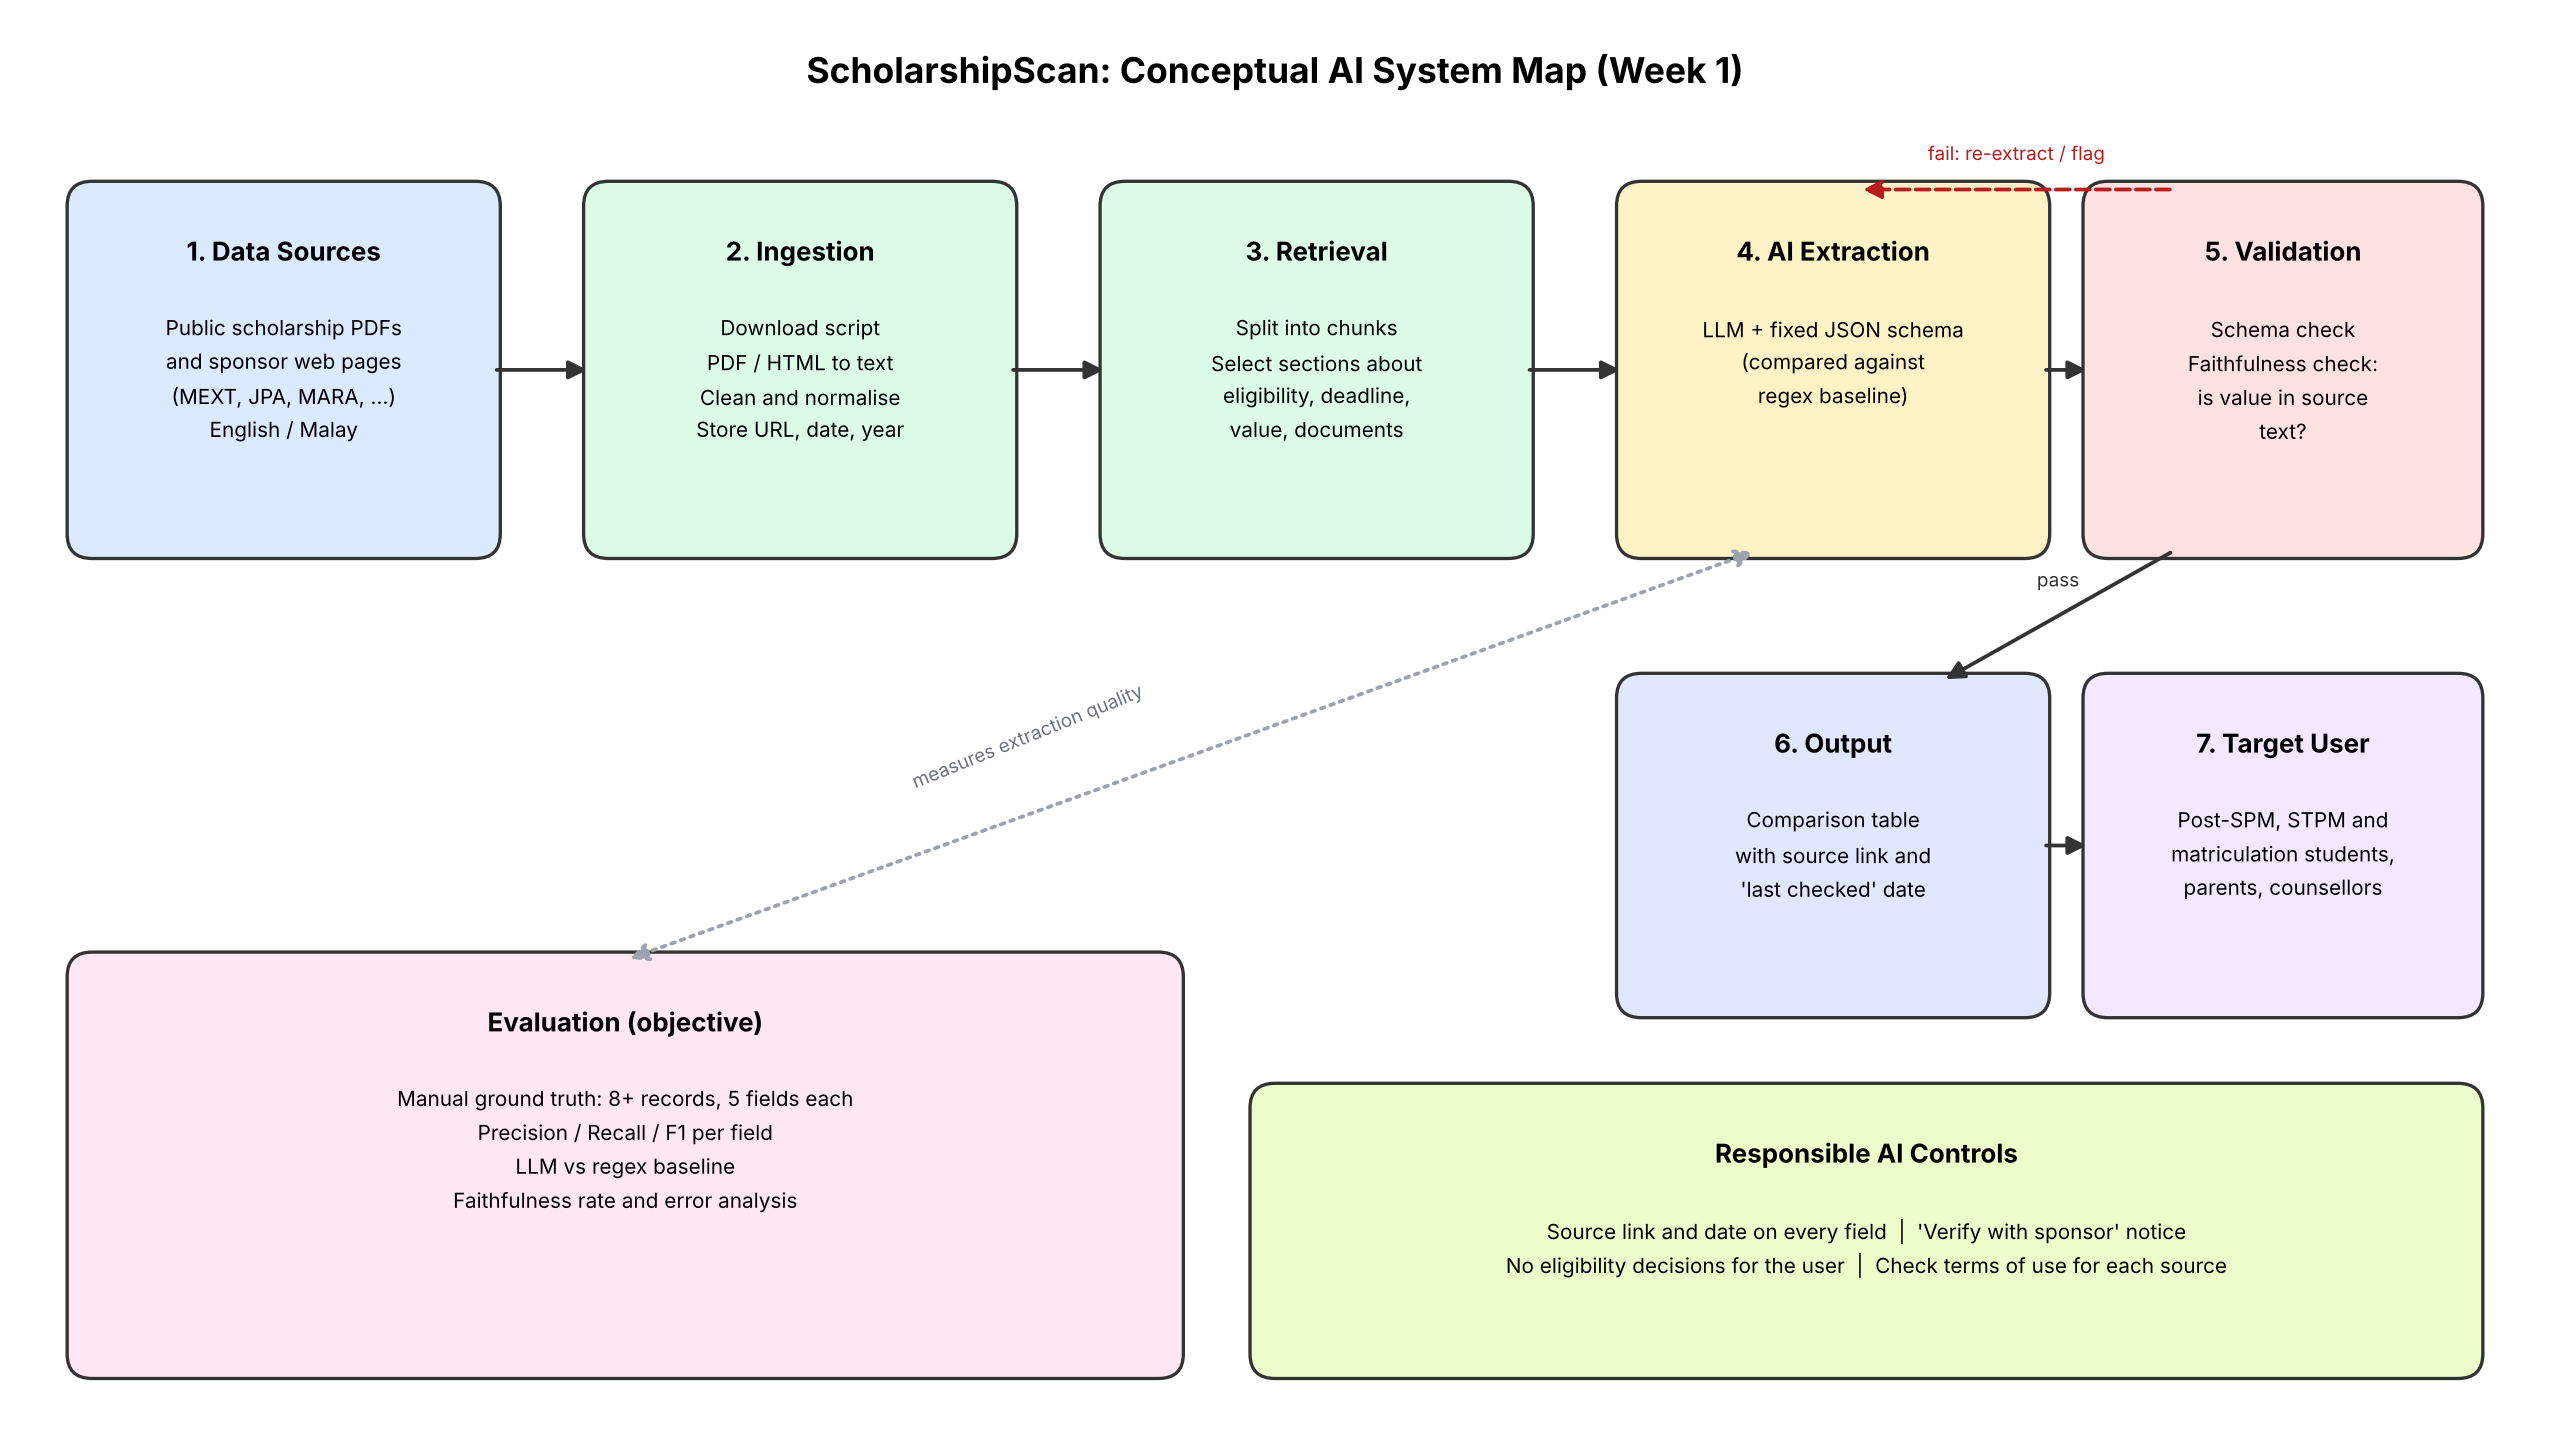 ScholarshipScan: Conceptual AI System Map (Week 1)
fail: re-extract / flag
1. Data Sources
Public scholarship PDFs
and sponsor web pages
(MEXT, JPA, MARA, ...)
English / Malay
2. Ingestion
Download script
PDF / HTML to text
Clean and normalise
Store URL, date, year
3. Retrieval
Split into chunks
Select sections about
eligibility, deadline,
value, documents
4. AI Extraction
LLM + fixed JSON schema
(compared against
regex baseline)
5. Validation
Schema check
Faithfulness check:
is value in source
text?
pass
measures extraction quality
6. Output
Comparison table
with source link and
'last checked' date
7. Target User
Post-SPM, STPM and
matriculation students,
parents, counsellors
Evaluation (objective)
Manual ground truth: 8+ records, 5 fields each
Precision / Recall / F1 per field
LLM vs regex baseline
Faithfulness rate and error analysis
Responsible AI Controls
Source link and date on every field | 'Verify with sponsor' notice
No eligibility decisions for the user | Check terms of use for each source